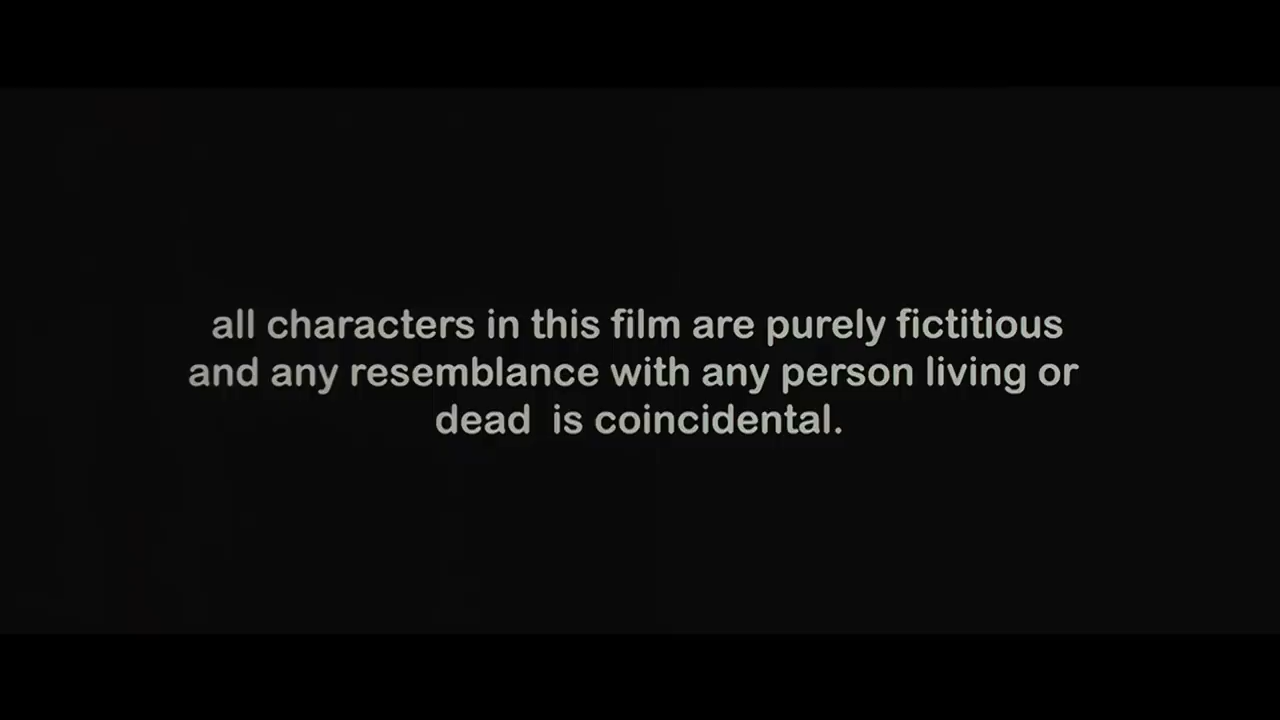 all characters in this film are purely fictitious
and any resemblance with any person living or
dead  is coincidental.